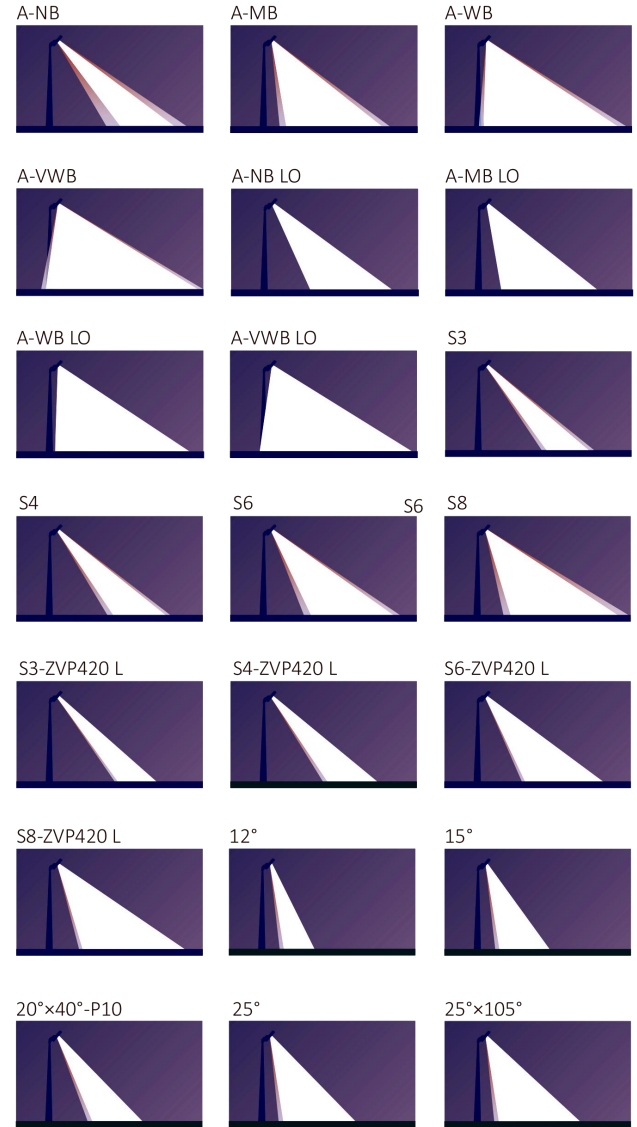 A-NB
A-MB
A-WB
A-VWB
A-NB LO
A-MB LO
A-WB LO
A-VWB LO
S3
S4
S6
S6
S8
S3-ZVP420 L
S4-ZVP420 L
S6-ZVP420 L
S8-ZVP420 L
12°
15°
20°×40°-P10
25°
25°×105°